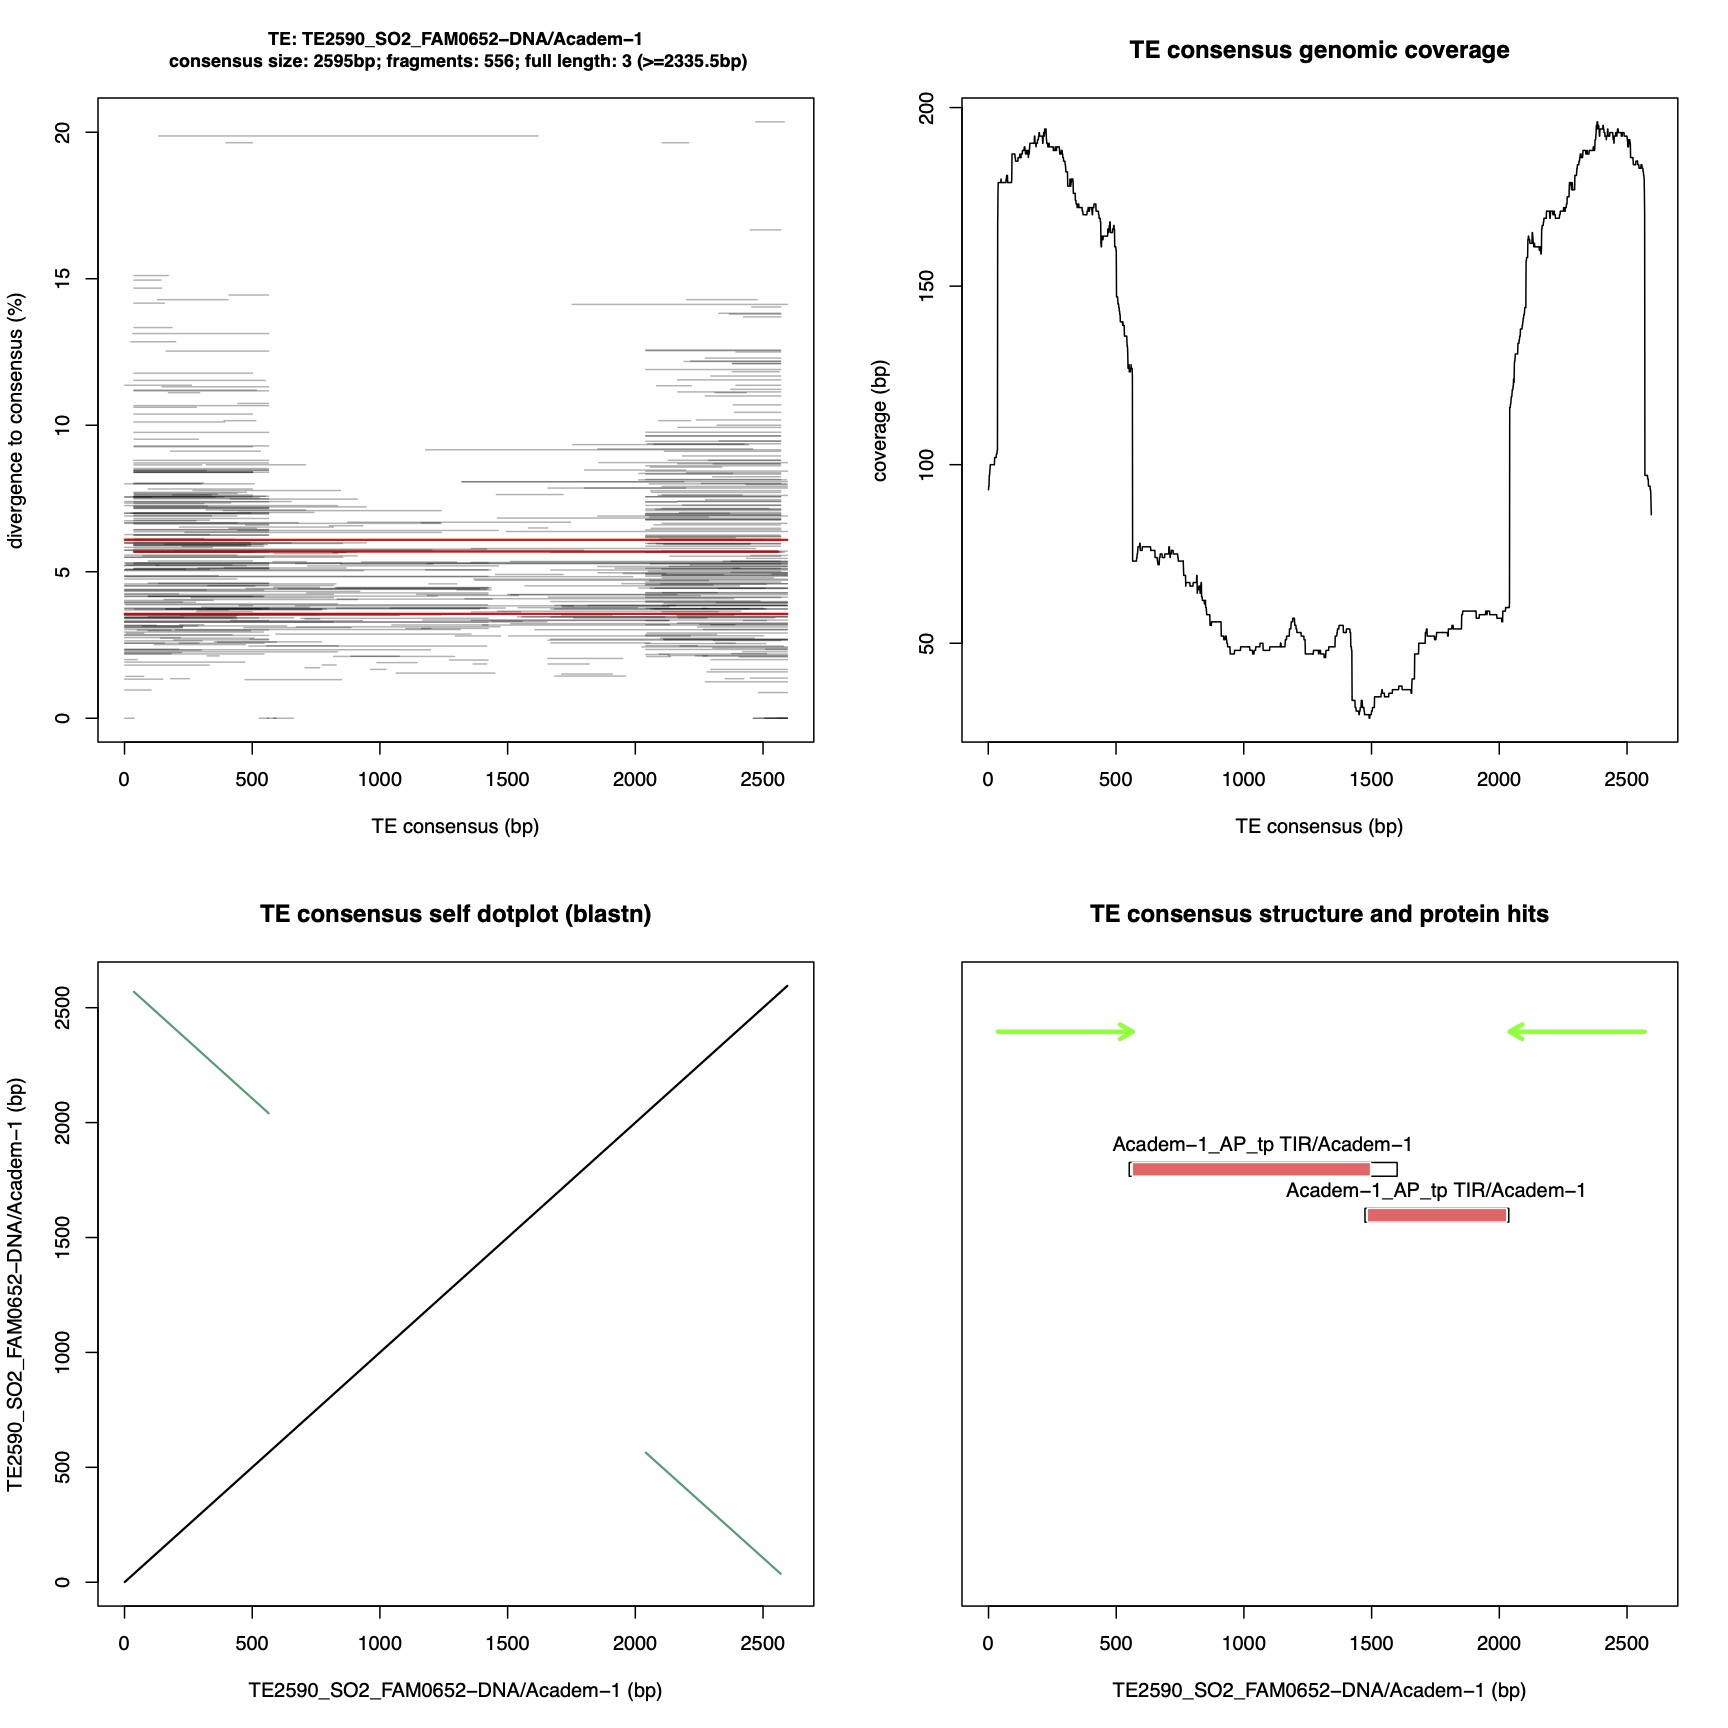 TE: TE2590_SO2_FAM0652−DNA/Academ−1
consensus size: 2595bp; fragments: 556; full length: 3 (>=2335.5bp)
divergence to consensus (%)
20
15
10
5
0
0 500 1000 1500 2000 2500
TE consensus (bp)
TE consensus genomic coverage
coverage (bp)
200
150
100
50
0 500 1000 1500 2000 2500
TE consensus (bp)
TE consensus self dotplot (blastn)
TE2590_SO2_FAM0652−DNA/Academ−1 (bp)
2500
2000
1500
1000
500
0
0 500 1000 1500 2000 2500
TE2590_SO2_FAM0652−DNA/Academ−1 (bp)
TE consensus structure and protein hits
Academ−1_AP_tp TIR/Academ−1
Academ−1_AP_tp TIR/Academ−1
0 500 1000 1500 2000 2500
TE2590_SO2_FAM0652−DNA/Academ−1 (bp)